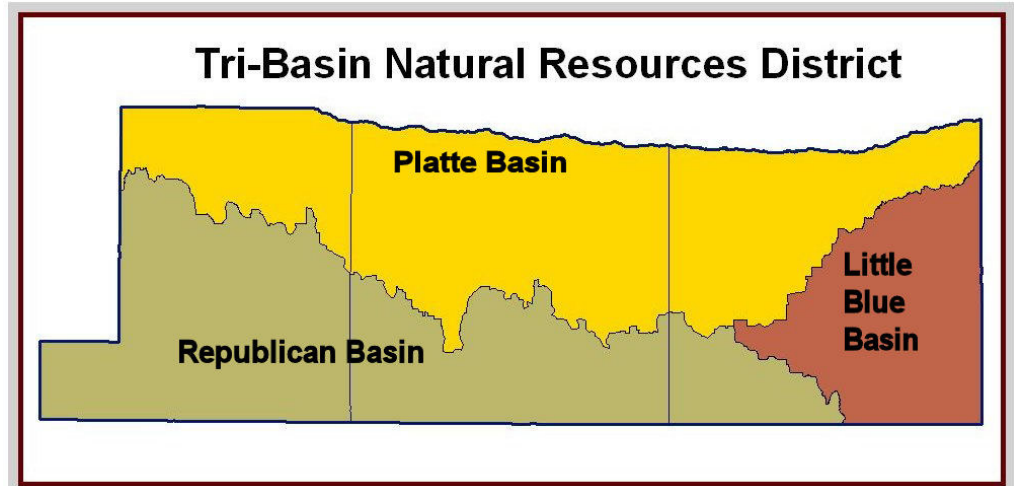 Tri-Basin Natural Resources District
Platte Basin
Little
Blue
Basin
Republican Basin